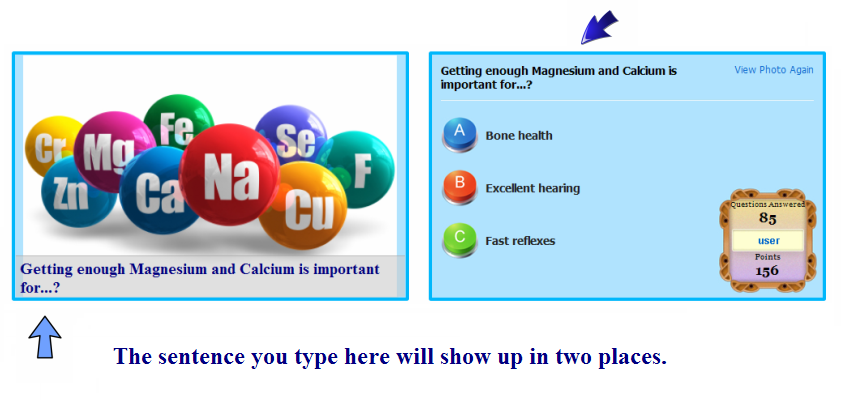 Cr
Mg
Fe
Se
F
Zn
Ca
Na
Cu
Getting enough Magnesium and Calcium is important
for...?
Getting enough Magnesium and Calcium is
important for...?
View Photo Again
A
Bone health
B
Excellent hearing
C
Fast reflexes
Questions Answered
85
user
Points
156
The sentence you type here will show up in two places.